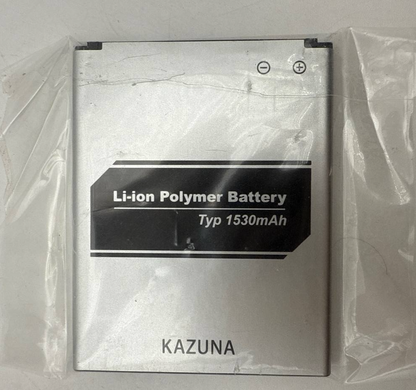 ⊖ ⊕
Li-ion Polymer Battery
Typ 1530mAh
KAZUNA